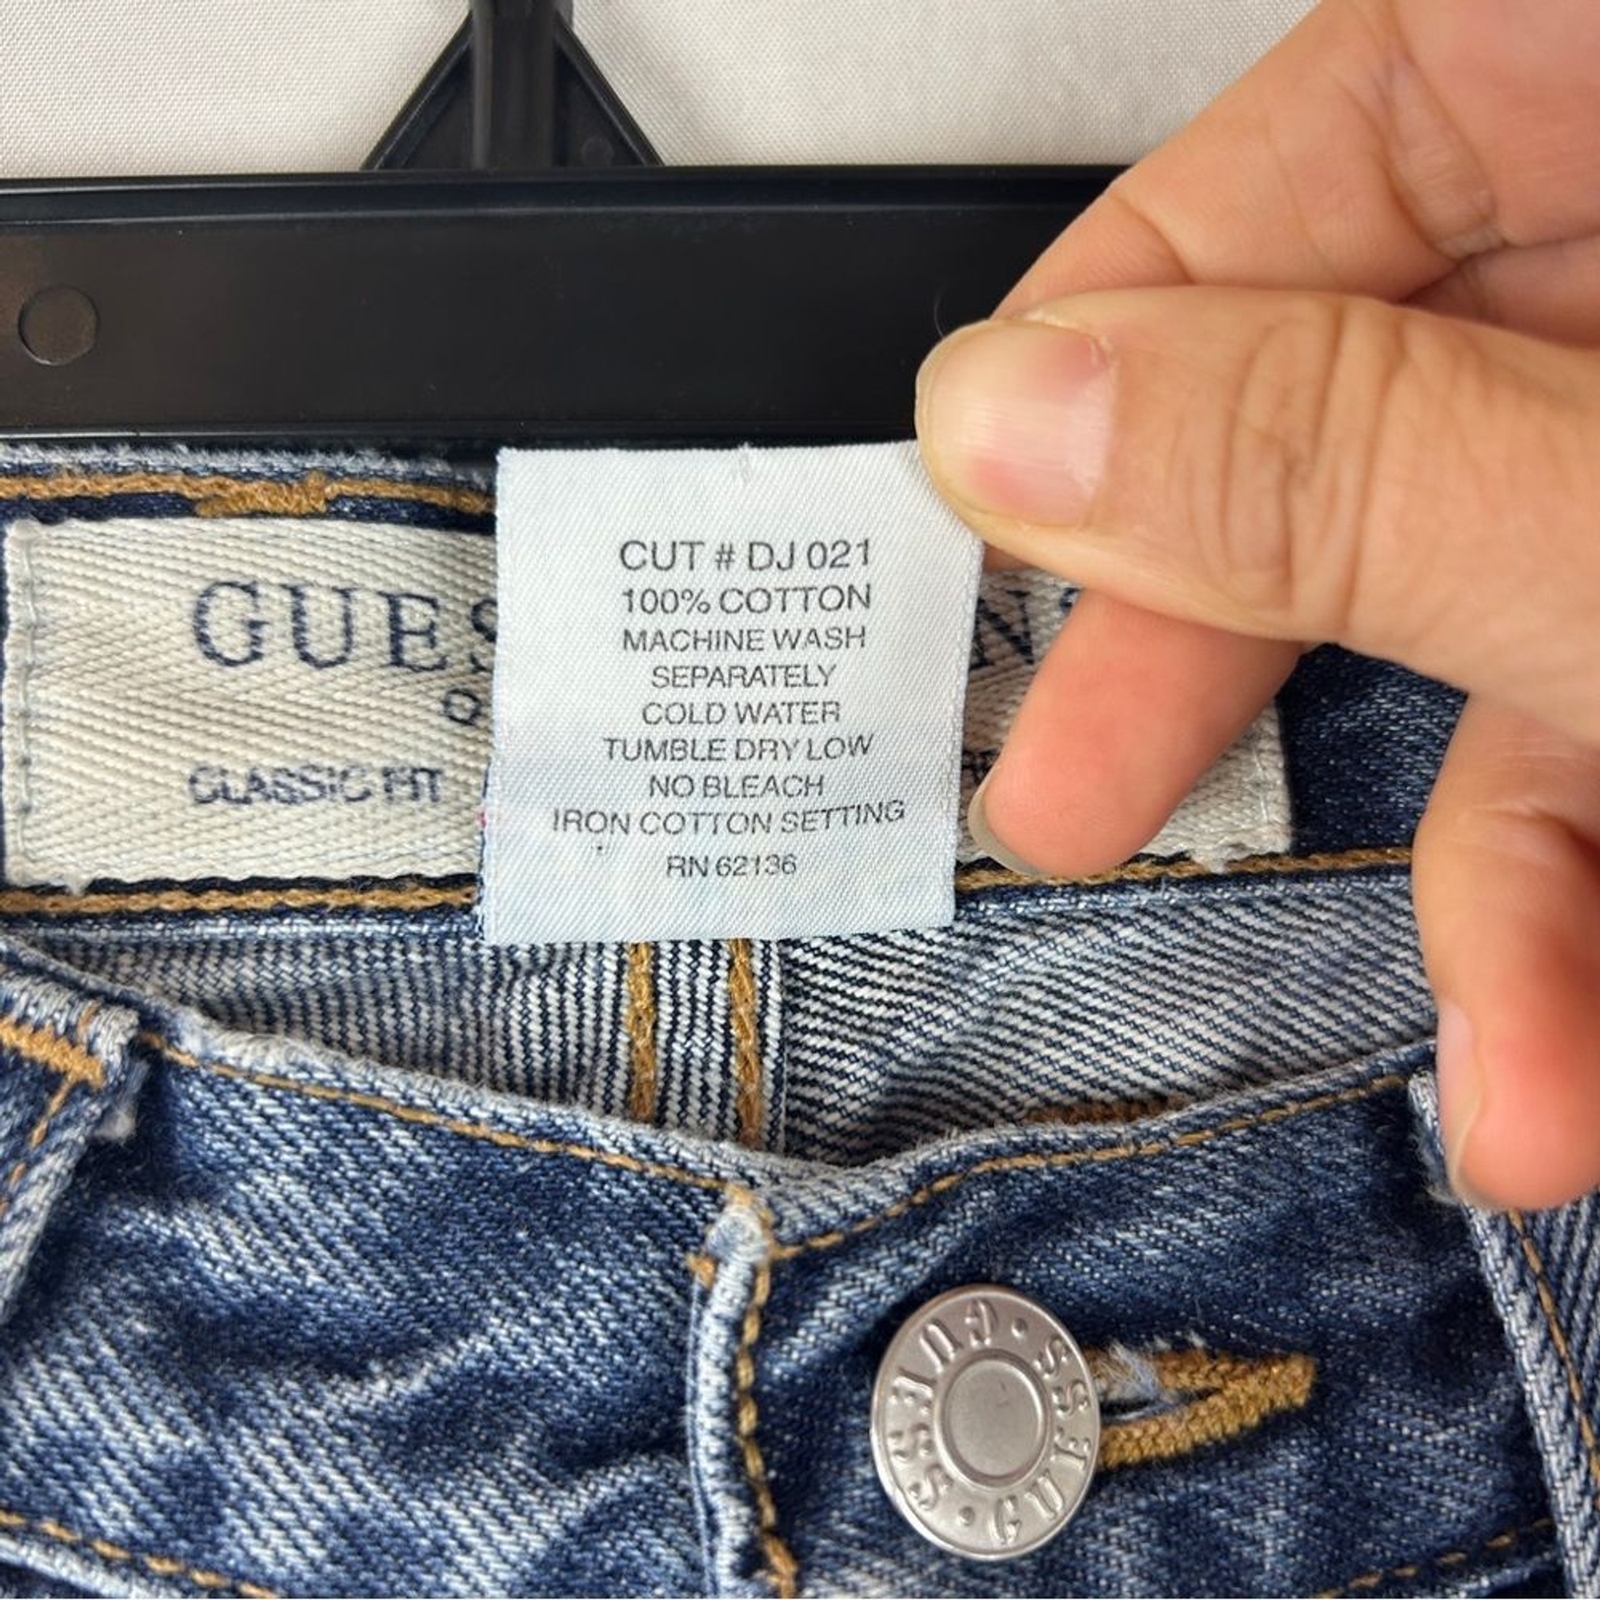 GUES
CLASSIC FIT
CUT # DJ 021
100% COTTON
MACHINE WASH
SEPARATELY
COLD WATER
TUMBLE DRY LOW
NO BLEACH
IRON COTTON SETTING
RN 62136
GUESS • GUESS •